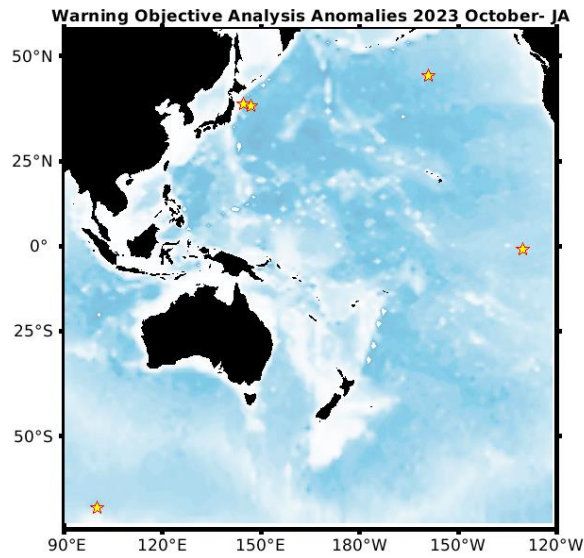 Warning Objective Analysis Anomalies 2023 October- JA
50°N
25°N
0°
25°S
50°S
90°E 120°E 150°E 180°W 150°W 120°W